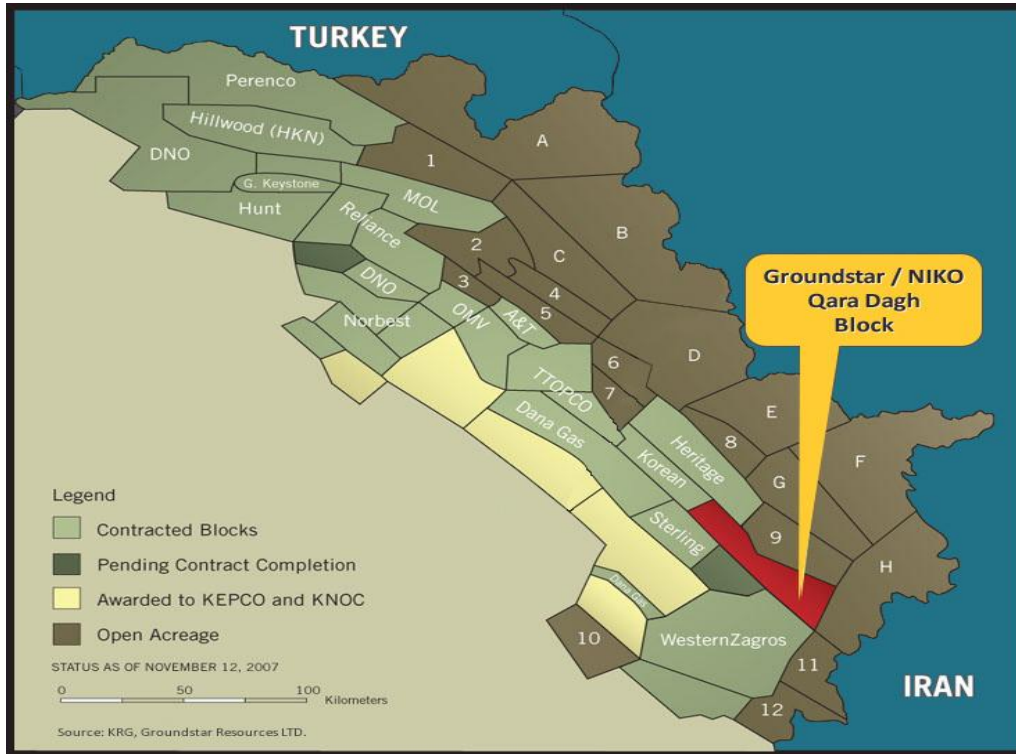 TURKEY
Perenco
Hillwood (HKN)
DNO
G. Keystone
Hunt
Reliance
MOL
A
1
B
C
2
3
4
5
DNO
Norbest
OMV
A&T
TTOPCO
6
7
D
Groundstar / NIKO
Qara Dagh
Block
E
8
F
G
Dana Gas
Heritage
Korean
Sterling
9
H
Dana Gas
10
WesternZagros
11
12
IRAN
Legend
Contracted Blocks
Pending Contract Completion
Awarded to KEPCO and KNOC
Open Acreage
STATUS AS OF NOVEMBER 12, 2007
0 50 100
Kilometers
Source: KRG, Groundstar Resources LTD.